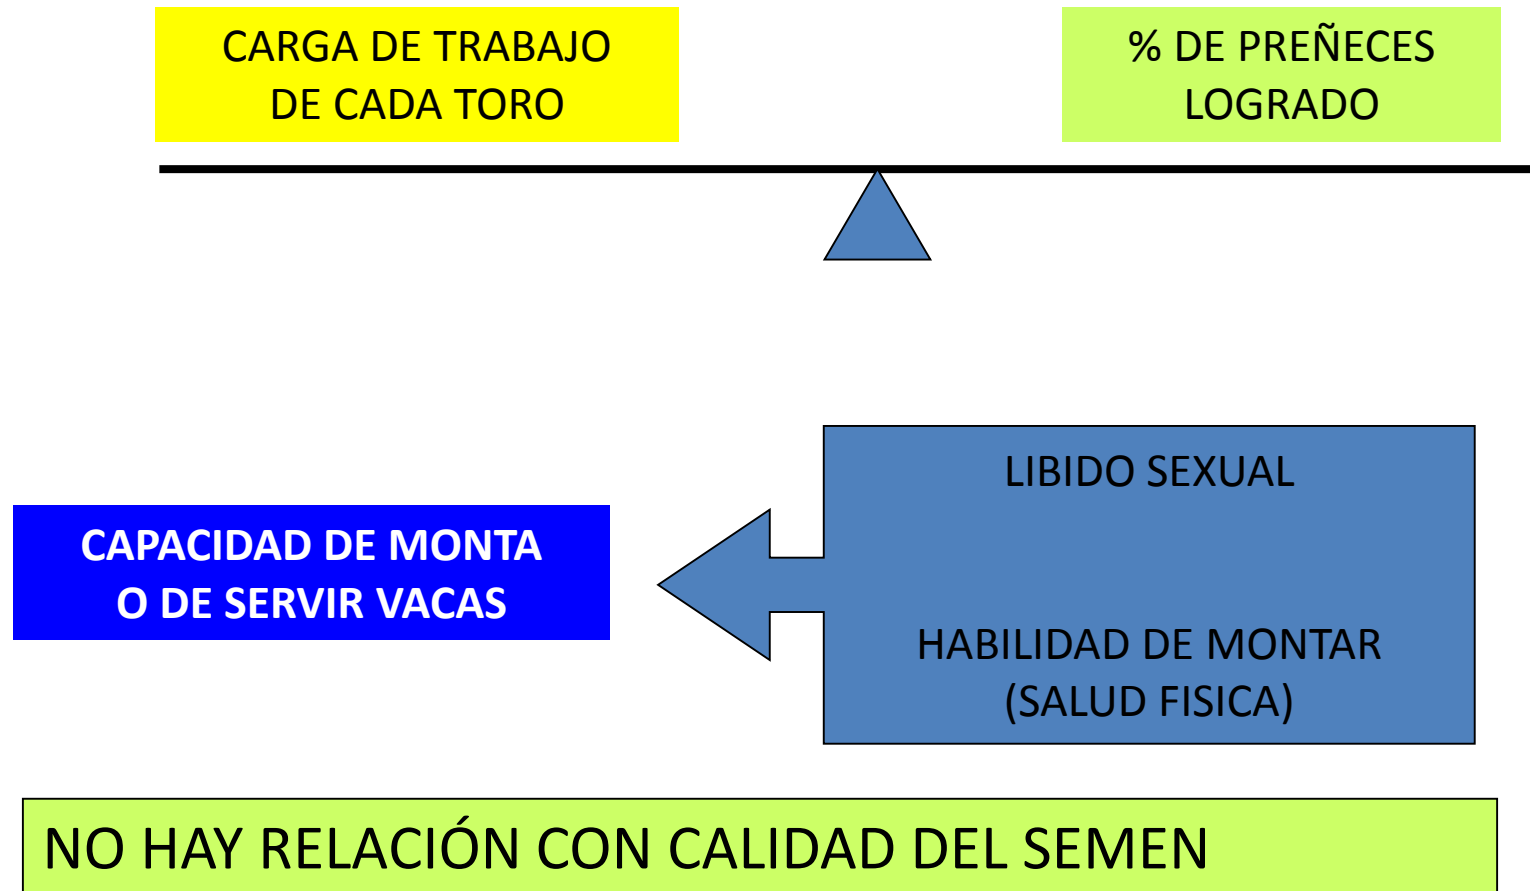 CARGA DE TRABAJO
DE CADA TORO
% DE PREÑECES
LOGRADO
LIBIDO SEXUAL
CAPACIDAD DE MONTA
O DE SERVIR VACAS
HABILIDAD DE MONTAR
(SALUD FISICA)
NO HAY RELACIÓN CON CALIDAD DEL SEMEN